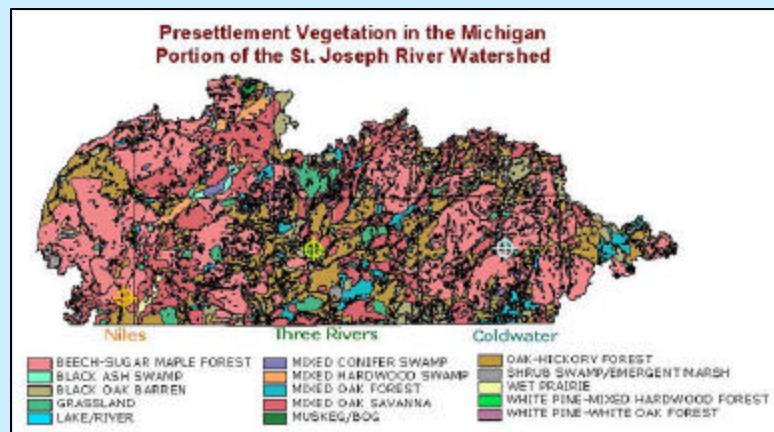 Presettlement Vegetation in the Michigan
Portion of the St. Joseph River Watershed
Niles
Three Rivers
Coldwater
BEECH-SUGAR MAPLE FOREST
BLACK ASH SWAMP
BLACK OAK BARREN
GRASSLAND
LAKE/RIVER
MIXED CONIFER SWAMP
MIXED HARDWOOD SWAMP
MIXED OAK FOREST
MIXED OAK SAVANNA
MUSKEG/BOG
OAK-HICKORY FOREST
SHRUB SWAMP/EMERGENT MARSH
WET PRAIRIE
WHITE PINE-MIXED HARDWOOD FOREST
WHITE PINE-WHITE OAK FOREST